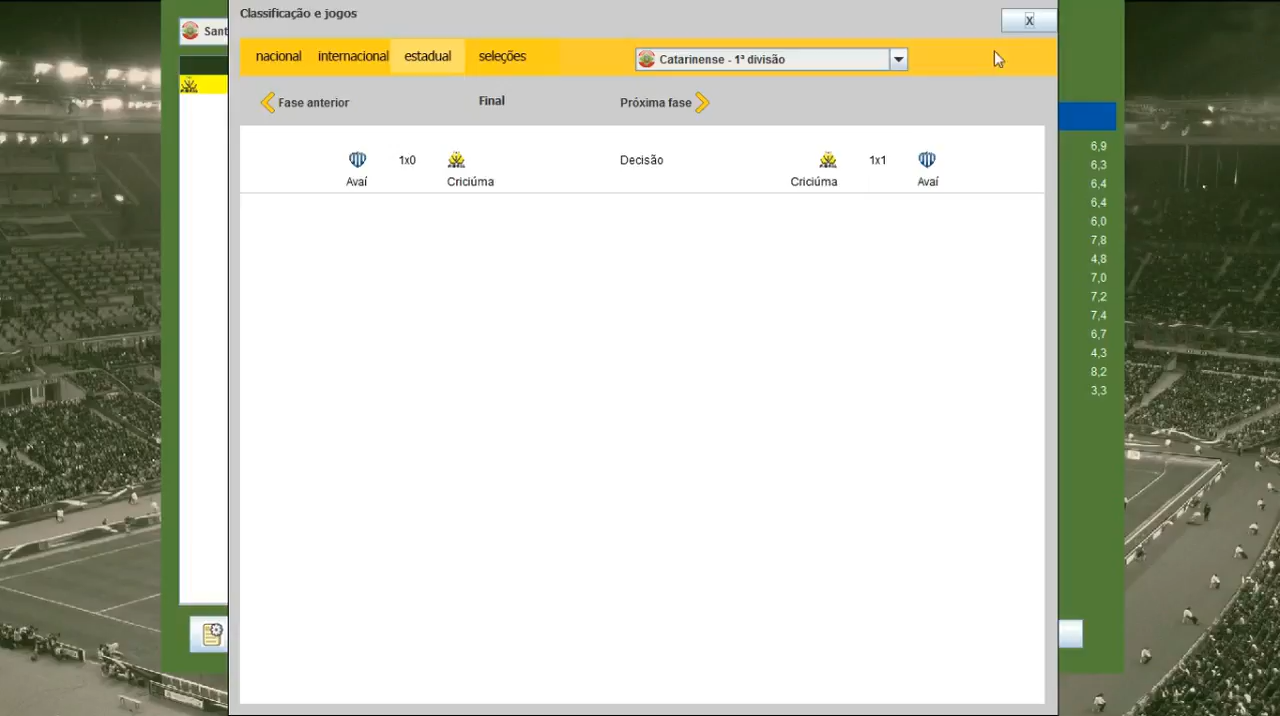 Classificação e jogos
X
Sant
nacional internacional estadual seleções
Catarinense - 1ª divisão
Fase anterior Final Próxima fase
1x0 Decisão 1x1
Avaí Criciúma Criciúma Avaí
6,9
6,3
6,4
6,4
6,0
7,8
4,8
7,0
7,2
7,4
6,7
4,3
8,2
3,3